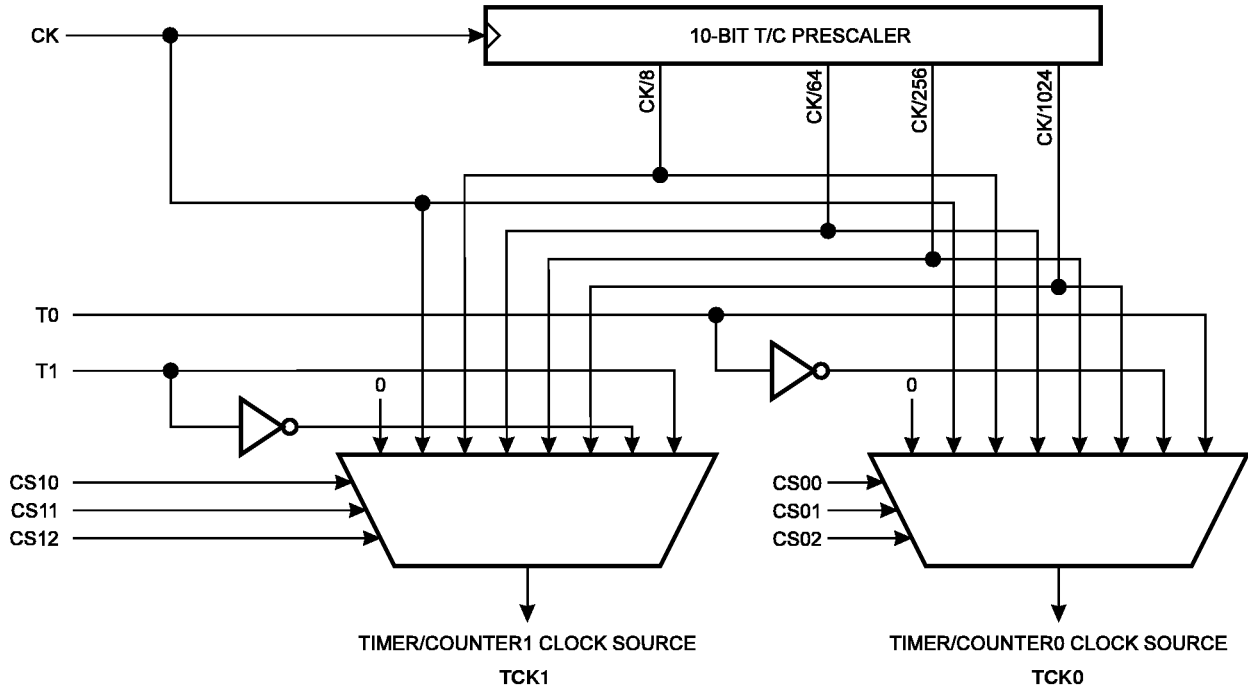 CK
10-BIT T/C PRESCALER
CK/8
CK/64
CK/256
CK/1024
T0
T1
0
0
CS10
CS11
CS12
CS00
CS01
CS02
TIMER/COUNTER1 CLOCK SOURCE
TCK1
TIMER/COUNTER0 CLOCK SOURCE
TCK0